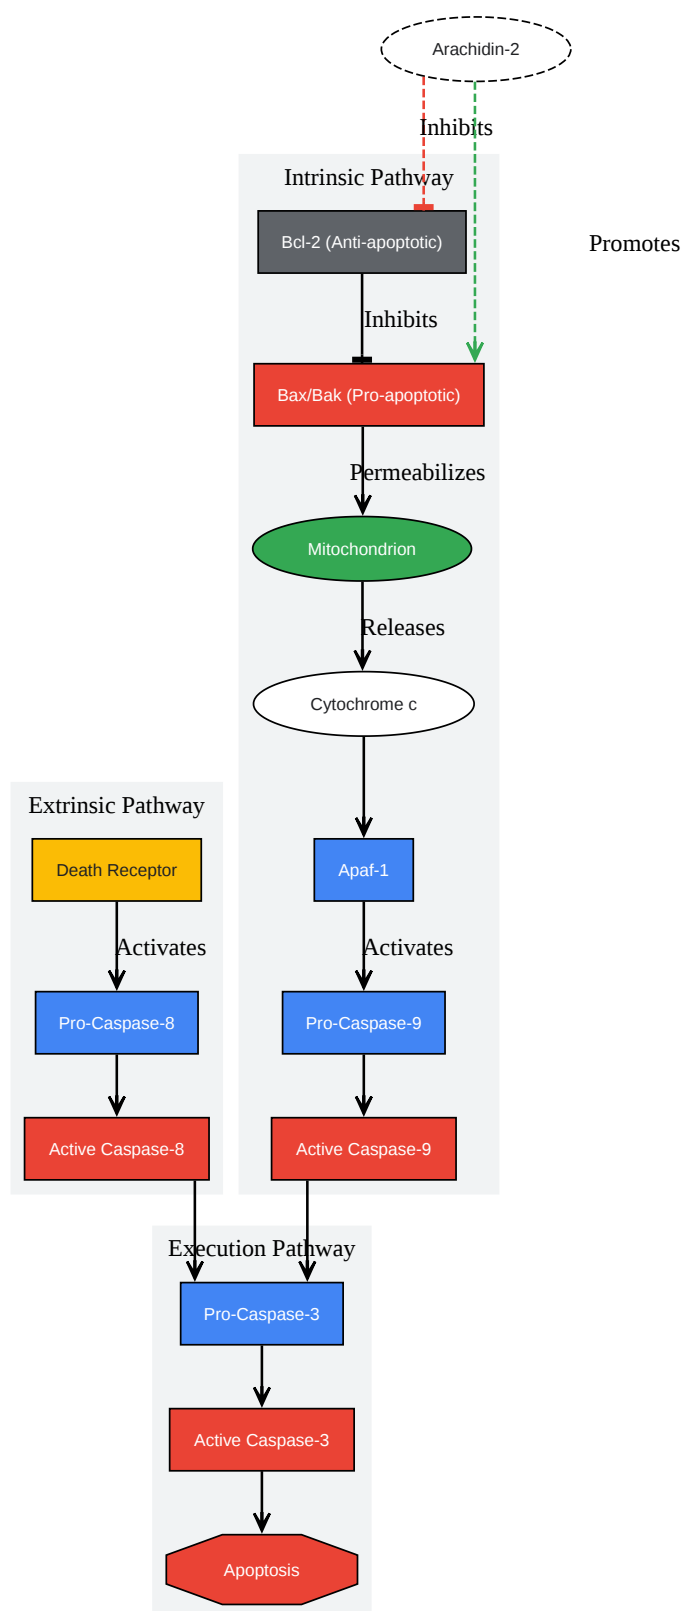 Arachidin-2
Inhibits
Intrinsic Pathway
Bcl-2 (Anti-apoptotic)
Promotes
Inhibits
Bax/Bak (Pro-apoptotic)
Permeabilizes
Mitochondrion
Releases
Cytochrome c
Extrinsic Pathway
Death Receptor
Apaf-1
Activates
Activates
Pro-Caspase-8
Pro-Caspase-9
Active Caspase-8
Active Caspase-9
Execution Pathway
Pro-Caspase-3
Active Caspase-3
Apoptosis